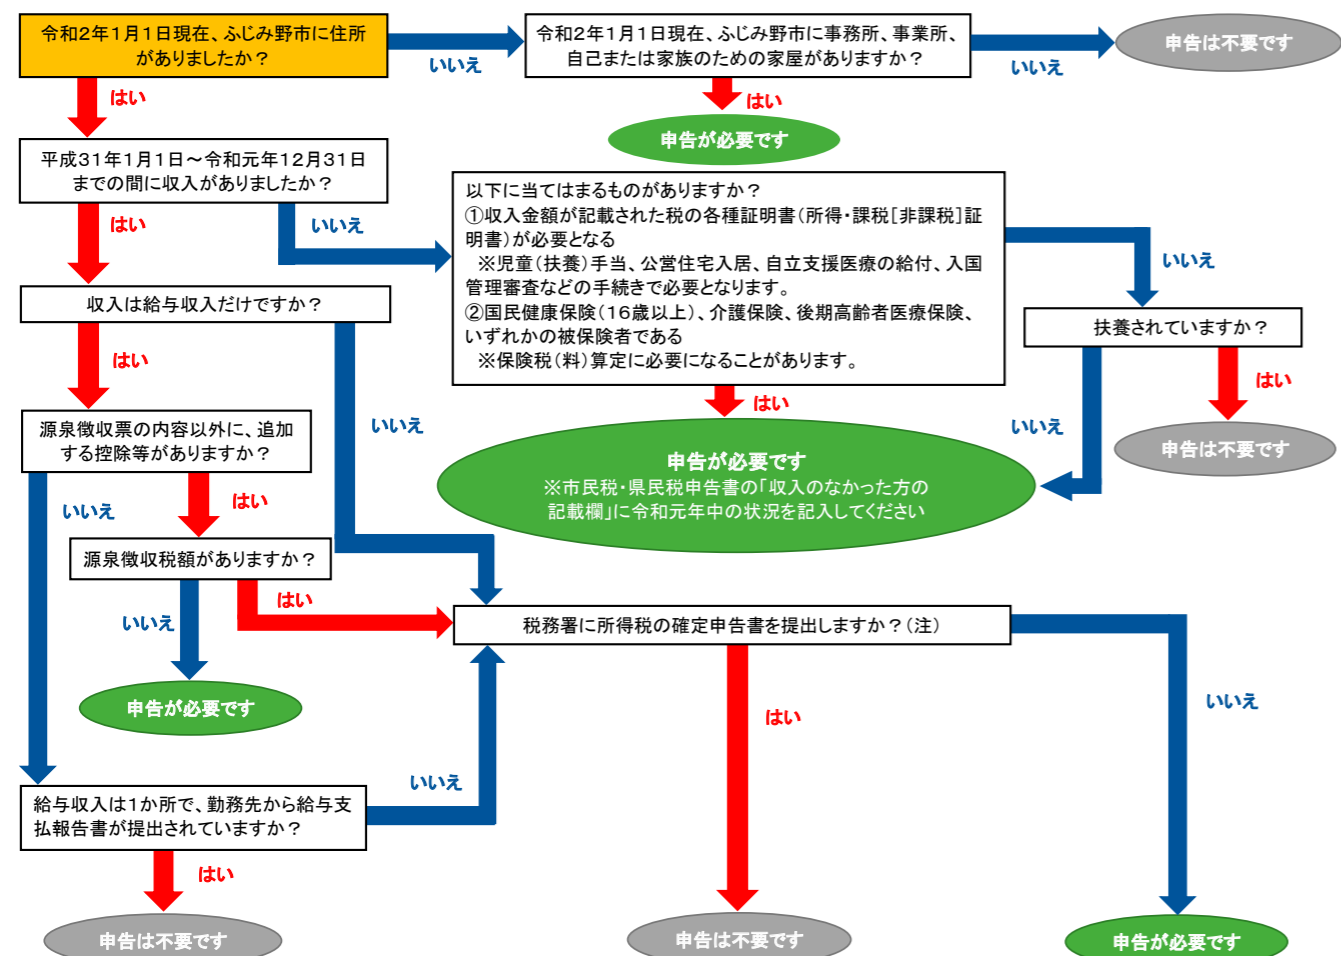 令和2年1月1日現在、ふじみ野市に住所
がありましたか？
いいえ
令和2年1月1日現在、ふじみ野市に事務所、事業所、
自己または家族のための家屋がありますか？
いいえ
申告は不要です
はい
はい
申告が必要です
平成31年1月1日～令和元年12月31日
までの間に収入がありましたか？
はい
いいえ
以下に当てはまるものがありますか？
①収入金額が記載された税の各種証明書（所得・課税［非課税］証
明書）が必要となる
※児童（扶養）手当、公営住宅入居、自立支援医療の給付、入国
管理審査などの手続きで必要となります。
②国民健康保険（16歳以上）、介護保険、後期高齢者医療保険、
いずれかの被保険者である
※保険税（料）算定に必要になることがあります。
いいえ
扶養されていますか？
はい
いいえ
申告は不要です
はい
申告が必要です
※市民税・県民税申告書の「収入のなかった方の
記載欄」に令和元年中の状況を記入してください
収入は給与収入だけですか？
はい
いいえ
源泉徴収票の内容以外に、追加
する控除等がありますか？
いいえ
はい
源泉徴収税額がありますか？
いいえ
はい
申告が必要です
税務署に所得税の確定申告書を提出しますか？（注）
はい
いいえ
給与収入は1か所で、勤務先から給与支
払報告書が提出されていますか？
いいえ
はい
申告は不要です
申告は不要です
申告が必要です